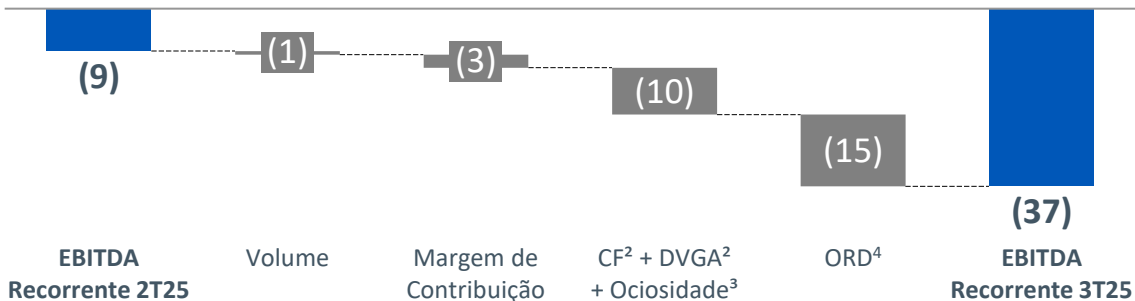 (9)
(1)
(3)
(10)
(15)
(37)
EBITDA
Recorrente 2T25
Volume
Margem de
Contribuição
CF² + DVGA²
+ Ociosidade³
ORD⁴
EBITDA
Recorrente 3T25